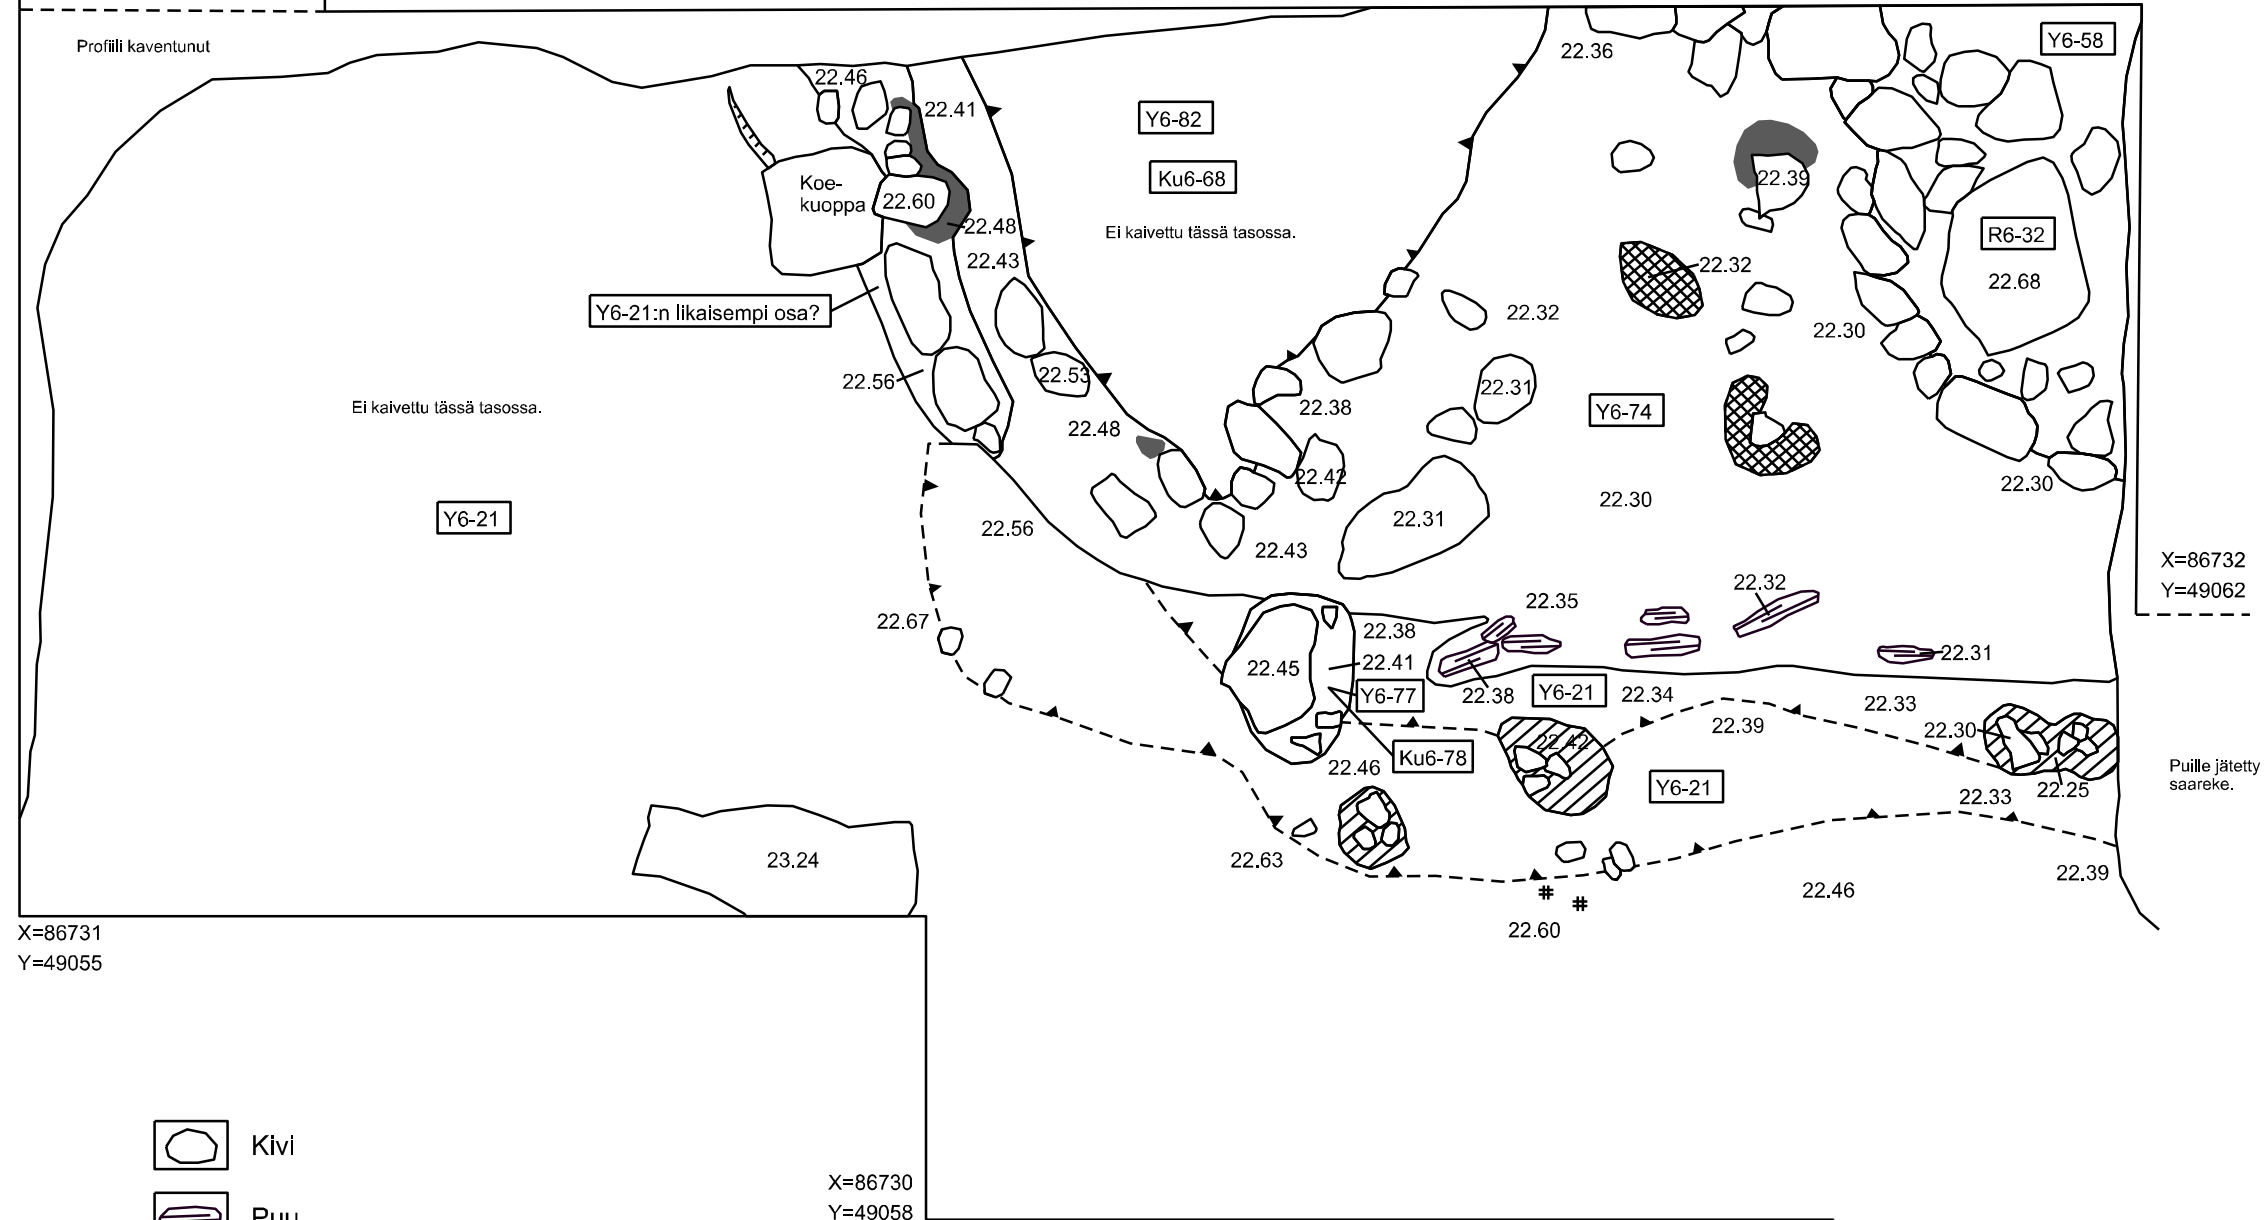 Profiili kaventunut
22.46
22.41
Y6-82
22.36
Y6-58
Koe-
kuoppa
22.60
22.48
22.43
Ku6-68
Ei kaivettu tässä tasossa.
22.39
R6-32
22.68
22.32
Y6-21:n likaisempi osa?
22.32
22.30
22.56
22.53
22.31
22.38
Y6-74
Ei kaivettu tässä tasossa.
22.48
22.42
22.30
22.30
Y6-21
22.56
22.43
22.31
X=86732
Y=49062
22.32
22.35
22.67
22.38
22.45
22.41
22.31
Y6-77
22.38
Y6-21
22.34
22.33
22.39
22.30
22.42
Ku6-78
22.46
Y6-21
22.33
22.25
Puille jätetty
saareke.
23.24
22.63
22.39
22.46
22.60
X=86731
Y=49055
Kivi
X=86730
Y=49058
Puu